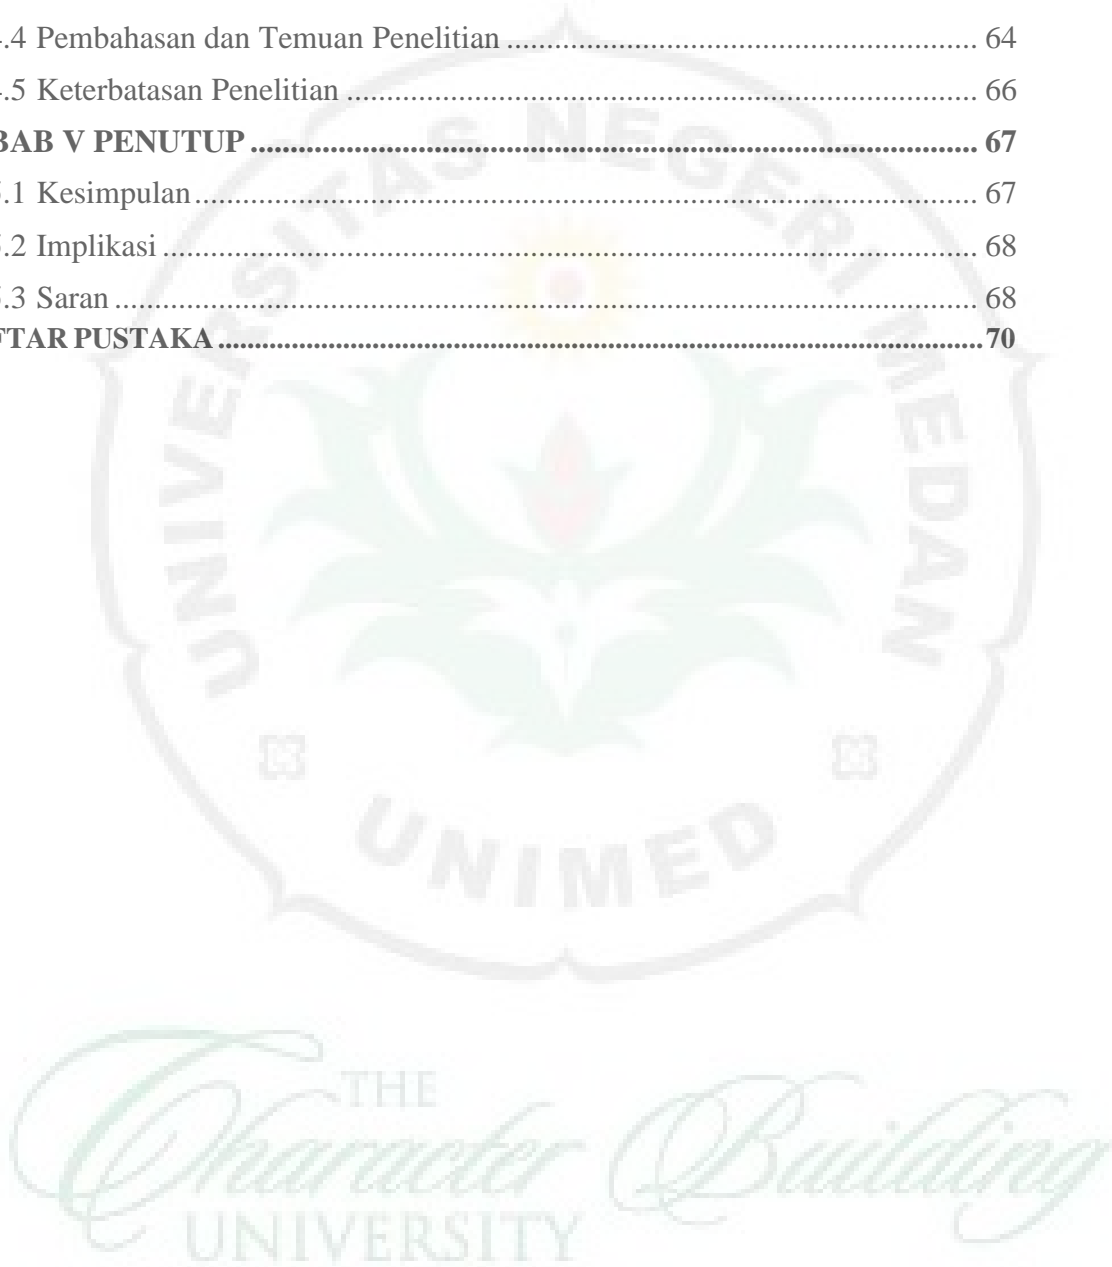 .4 Pembahasan dan Temuan Penelitian ........................................................... 64
.5 Keterbatasan Penelitian ............................................................................... 66
BAB V PENUTUP ........................................................................................... 67
.1 Kesimpulan .................................................................................................. 67
.2 Implikasi ...................................................................................................... 68
.3 Saran ............................................................................................................ 68
FTAR PUSTAKA ............................................................................................. 70
UNIVERSITAS NEGERI MEDAN
UNIMED
THE
Character Building
UNIVERSITY